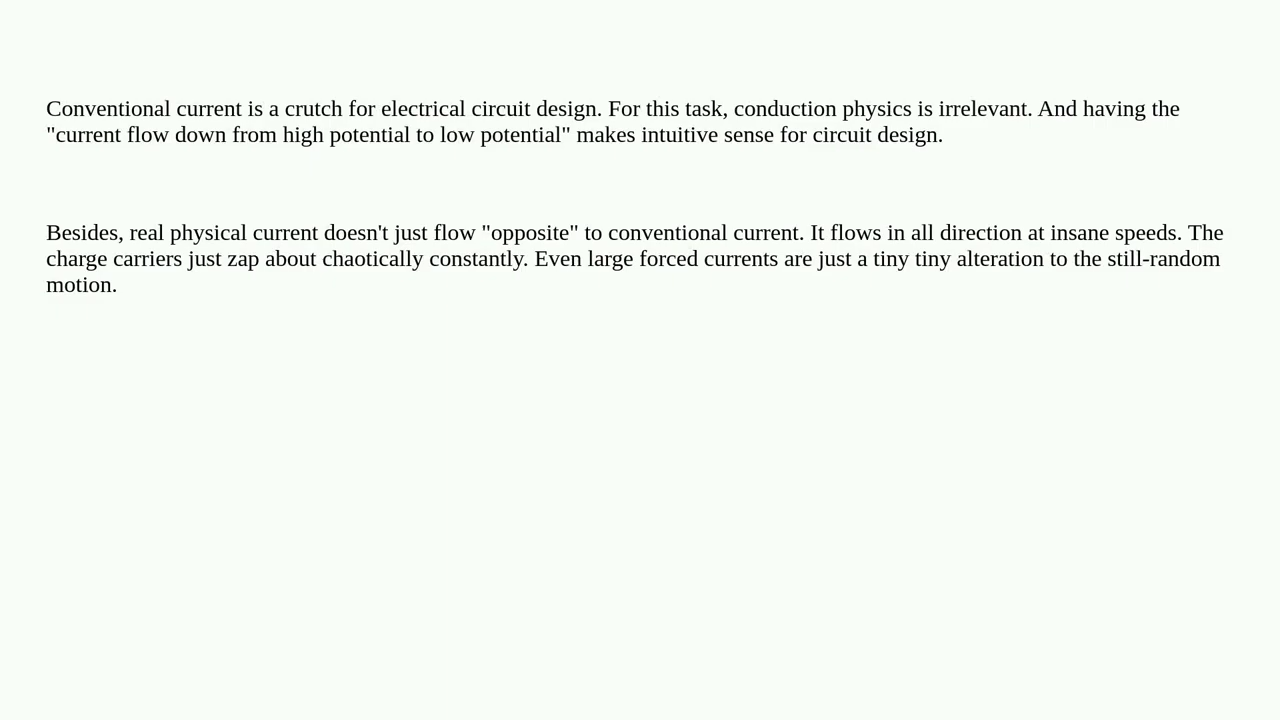 Conventional current is a crutch for electrical circuit design. For this task, conduction physics is irrelevant. And having the
"current flow down from high potential to low potential" makes intuitive sense for circuit design.
Besides, real physical current doesn't just flow "opposite" to conventional current. It flows in all direction at insane speeds. The
charge carriers just zap about chaotically constantly. Even large forced currents are just a tiny tiny alteration to the still-random
motion.